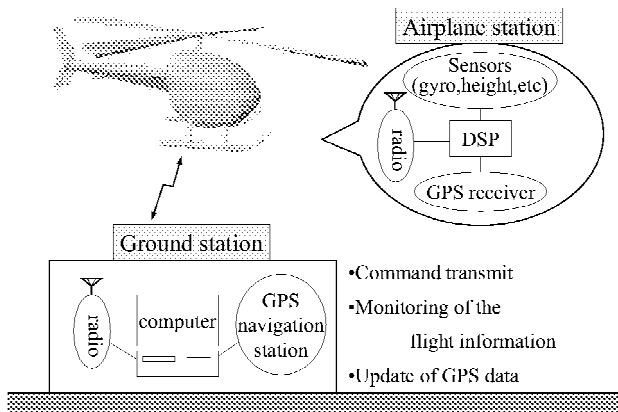 Airplane station
Sensors
(gyro,height,etc)
radio
DSP
GPS receiver
Ground station
radio
computer
GPS
navigation
station
•Command transmit
•Monitoring of the
flight information
•Update of GPS data